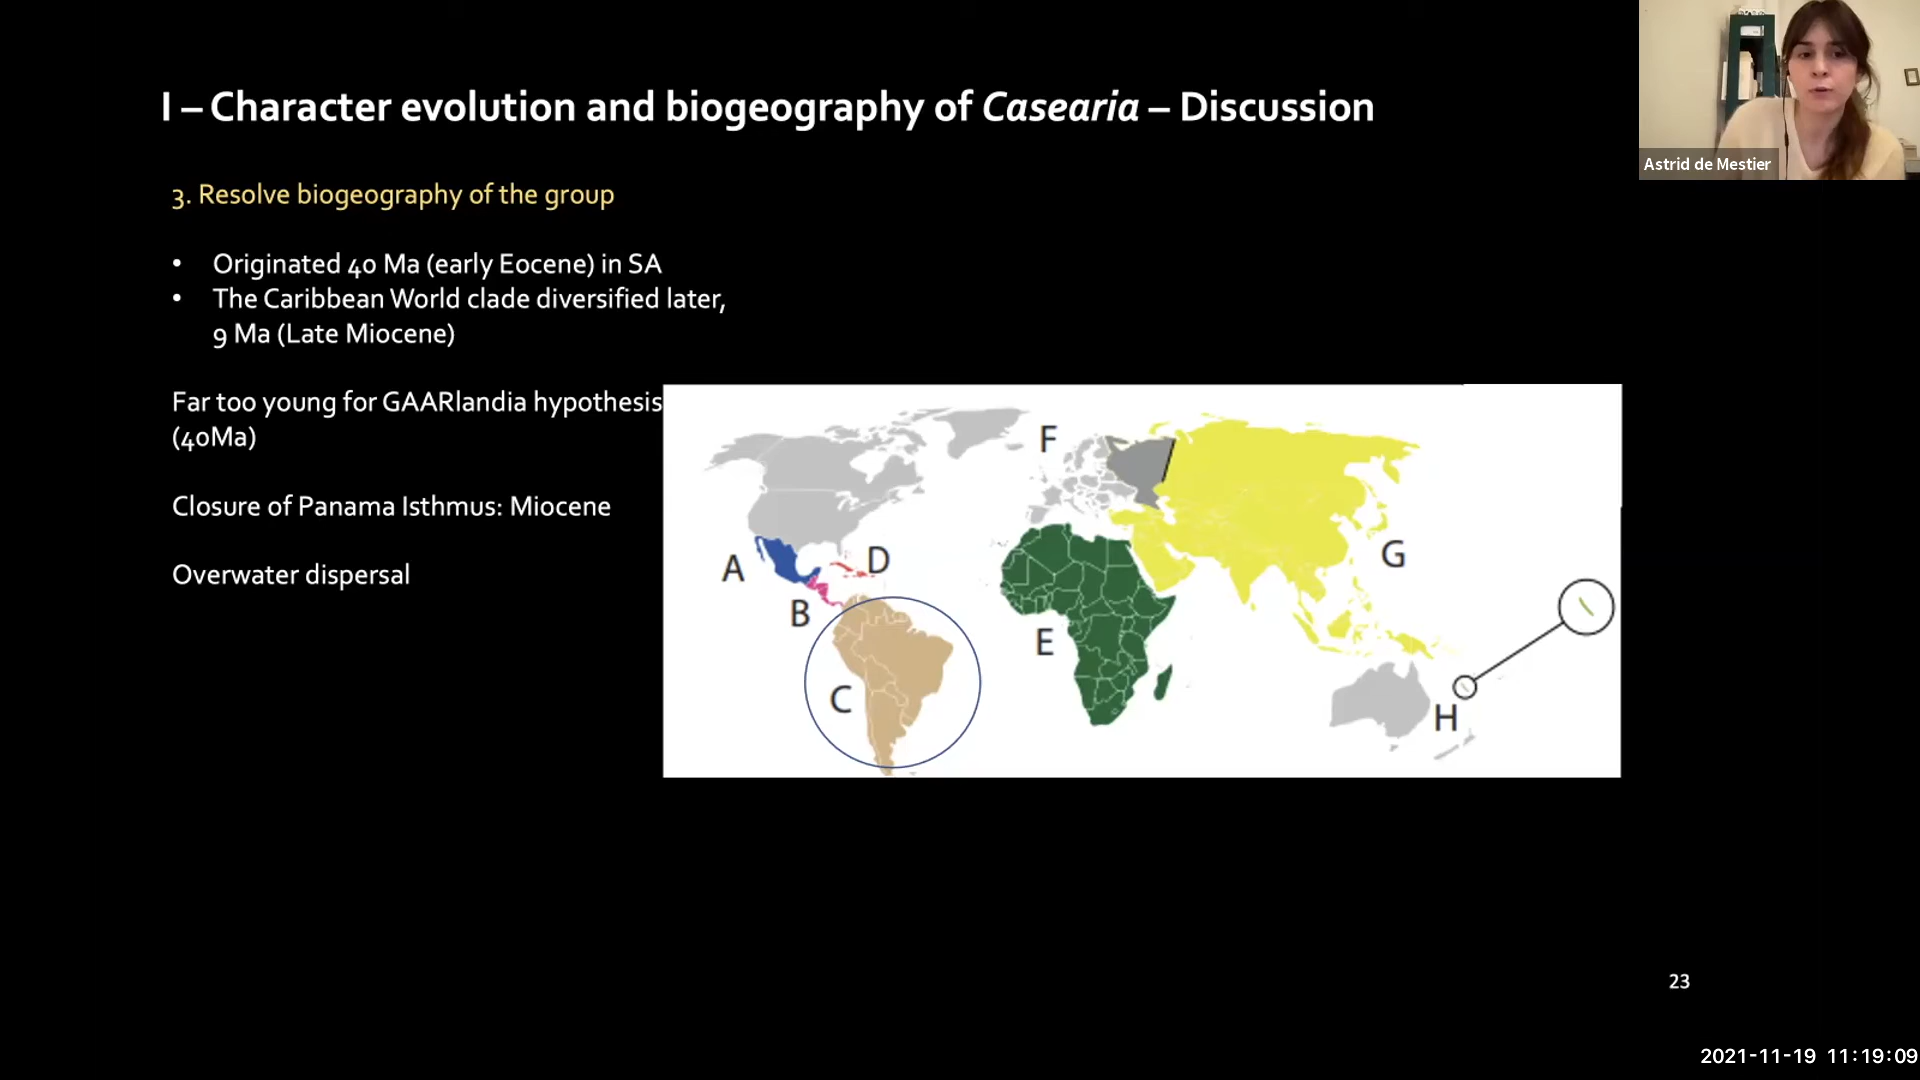 I – Character evolution and biogeography of Casearia – Discussion
Astrid de Mestier
3. Resolve biogeography of the group
• Originated 40 Ma (early Eocene) in SA
• The Caribbean World clade diversified later,
9 Ma (Late Miocene)
Far too young for GAARlandia hypothesis
(40Ma)
Closure of Panama Isthmus: Miocene
Overwater dispersal
F
A
D
G
B
E
C
H
23
2021-11-19 11:19:09